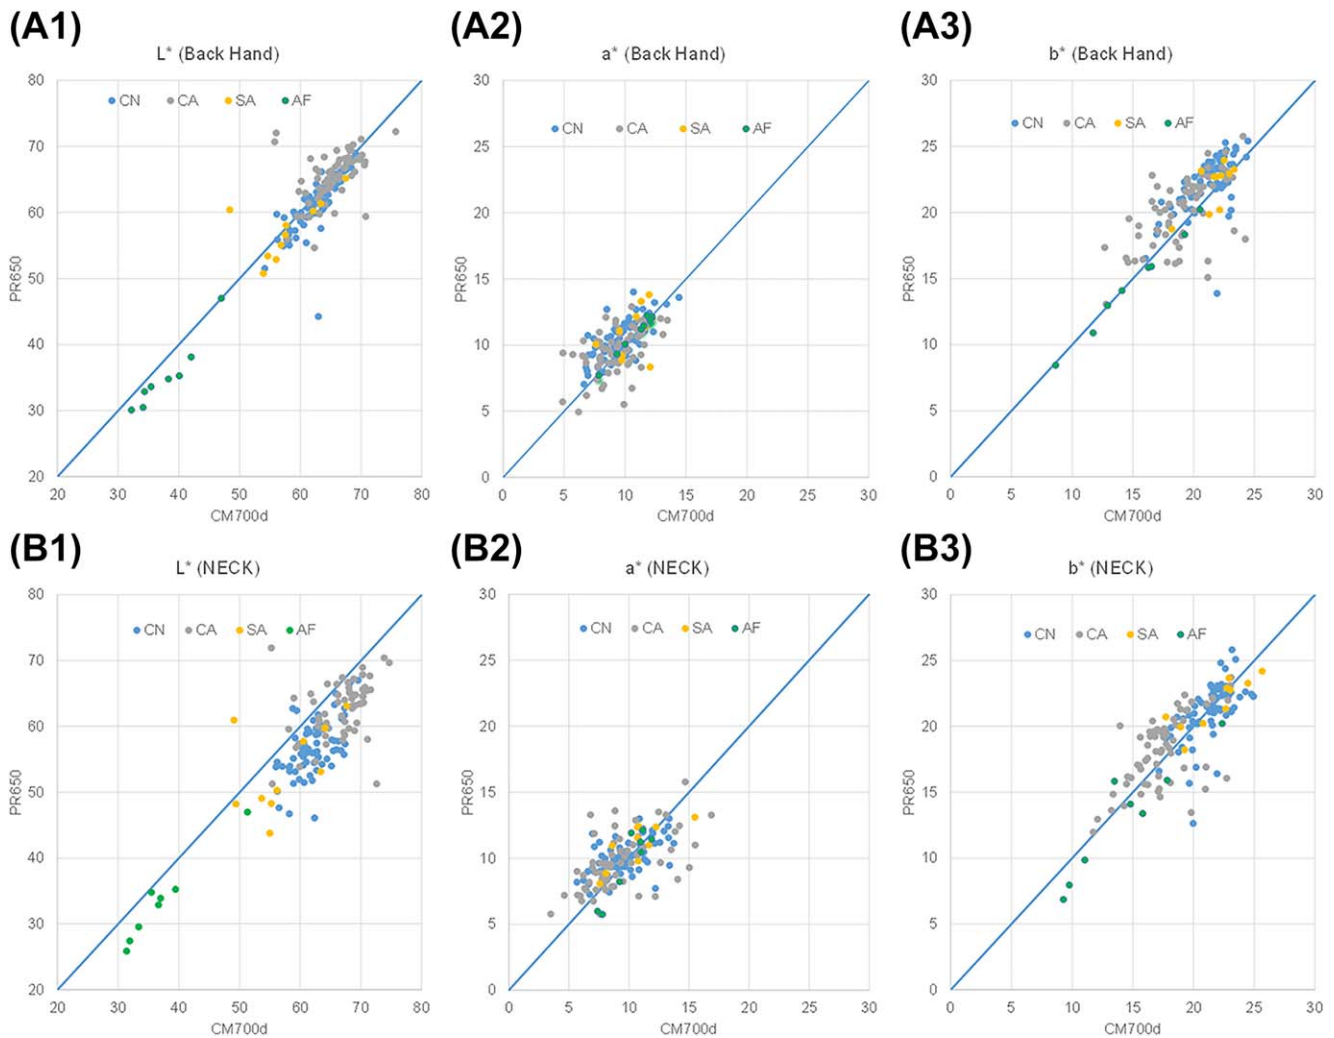 (A1)
L* (Back Hand)
80
70
60
50
40
30
20
PR650
CN CA SA AF
20 30 40 50 60 70 80
CM700d
(A2)
a* (Back Hand)
30
25
20
15
10
5
0
PR650
CN CA SA AF
0 5 10 15 20 25 30
CM700d
(A3)
b* (Back Hand)
30
25
20
15
10
5
0
PR650
CN CA SA AF
0 5 10 15 20 25 30
CM700d
(B1)
L* (NECK)
80
70
60
50
40
30
20
PR650
CN CA SA AF
20 30 40 50 60 70 80
CM700d
(B2)
a* (NECK)
30
25
20
15
10
5
0
PR650
CN CA SA AF
0 5 10 15 20 25 30
CM700d
(B3)
b* (NECK)
30
25
20
15
10
5
0
PR650
CN CA SA AF
0 5 10 15 20 25 30
CM700d